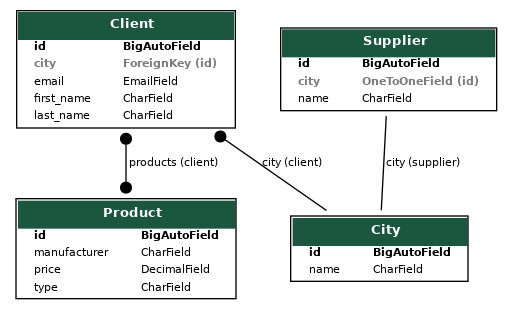 Client
id BigAutoField
city ForeignKey (id)
email EmailField
first_name CharField
last_name CharField
Supplier
id BigAutoField
city OneToOneField (id)
name CharField
products (client)
city (client)
city (supplier)
Product
id BigAutoField
manufacturer CharField
price DecimalField
type CharField
City
id BigAutoField
name CharField